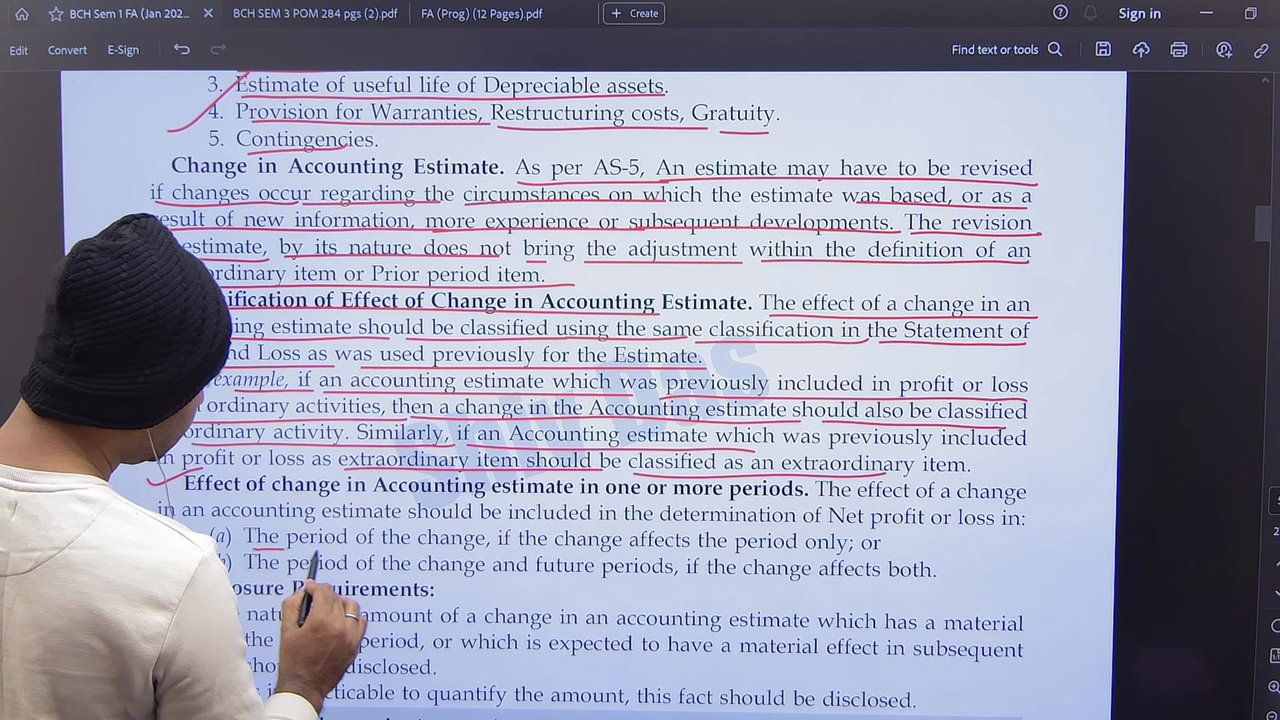 BCH Sem 1 FA (Jan 202...
BCH SEM 3 POM 284 pgs (2).pdf
FA (Prog) (12 Pages).pdf
+ Create
Sign in
Edit
Convert
E-Sign
Find text or tools
3. Estimate of useful life of Depreciable assets.
4. Provision for Warranties, Restructuring costs, Gratuity.
5. Contingencies.
Change in Accounting Estimate. As per AS-5, An estimate may have to be revised
if changes occur regarding the circumstances on which the estimate was based, or as a
result of new information, more experience or subsequent developments. The revision
estimate, by its nature does not bring the adjustment within the definition of an
ordinary item or Prior period item.
ification of Effect of Change in Accounting Estimate. The effect of a change in an
ing estimate should be classified using the same classification in the Statement of
nd Loss as was used previously for the Estimate.
example, if an accounting estimate which was previously included in profit or loss
ordinary activities, then a change in the Accounting estimate should also be classified
ordinary activity. Similarly, if an Accounting estimate which was previously included
in profit or loss as extraordinary item should be classified as an extraordinary item.
Effect of change in Accounting estimate in one or more periods. The effect of a change
in an accounting estimate should be included in the determination of Net profit or loss in:
(a) The period of the change, if the change affects the period only; or
) The period of the change and future periods, if the change affects both.
osure Requirements:
amount of a change in an accounting estimate which has a material
the period, or which is expected to have a material effect in subsequent
disclosed.
cticable to quantify the amount, this fact should be disclosed.